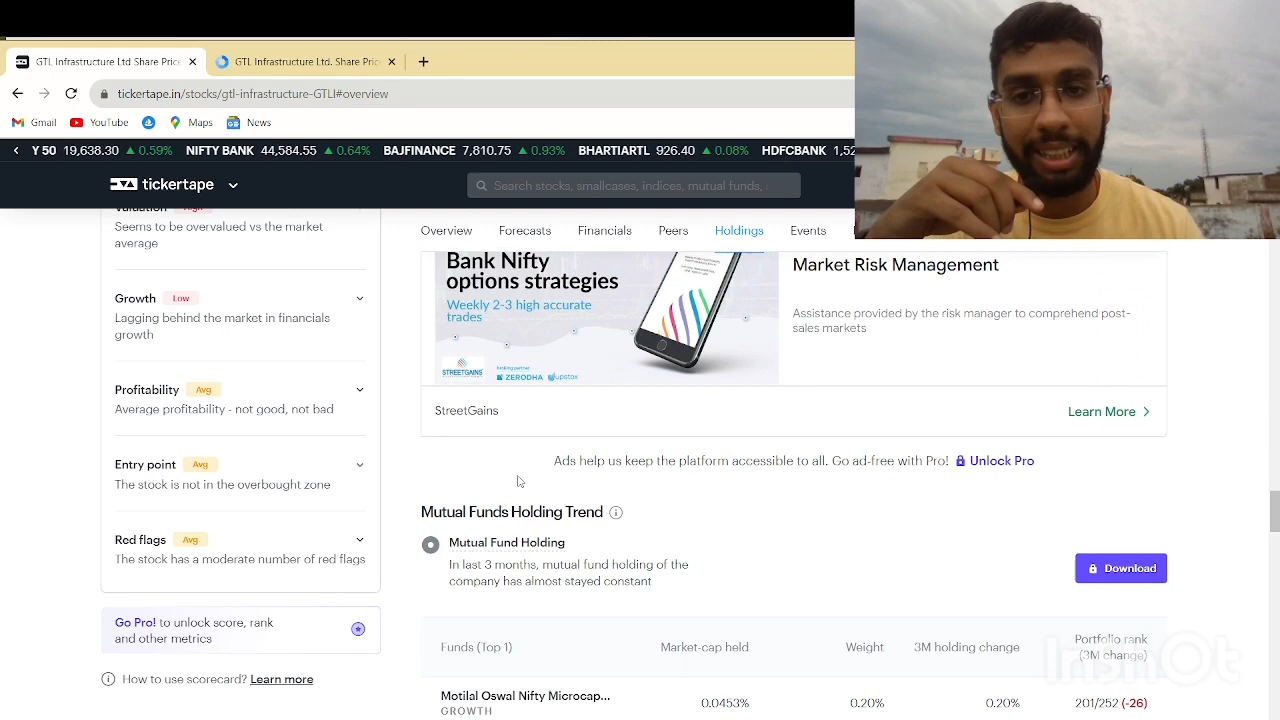 GTL Infrastructure Ltd Share Price
GTL Infrastructure Ltd. Share Pric
tickertape.in/stocks/gtl-infrastructure-GTLI#overview
Gmail YouTube Maps News
Y 50 19,638.30 ▲ 0.59% NIFTY BANK 44,584.55 ▲ 0.64% BAJFINANCE 7,810.75 ▲ 0.93% BHARTIARTL 926.40 ▲ 0.08% HDFCBANK 1,52
tickertape
Search stocks, smallcases, indices, mutual funds,
Overview Forecasts Financials Peers Holdings Events
Valuation High
Seems to be overvalued vs the market
average
Growth Low
Lagging behind the market in financials
growth
Profitability Avg
Average profitability - not good, not bad
Entry point Avg
The stock is not in the overbought zone
Red flags Avg
The stock has a moderate number of red flags
Go Pro! to unlock score, rank
and other metrics
How to use scorecard? Learn more
Bank Nifty
options strategies
Weekly 2-3 high accurate
trades
STREETGAINS
ZERODHA upstox
Market Risk Management
Assistance provided by the risk manager to comprehend post-
sales markets
StreetGains
Learn More
Ads help us keep the platform accessible to all. Go ad-free with Pro! Unlock Pro
Mutual Funds Holding Trend
Mutual Fund Holding
In last 3 months, mutual fund holding of the
company has almost stayed constant
Download
Funds (Top 1) Market-cap held Weight 3M holding change Portfolio rank
(3M change)
Motilal Oswal Nifty Microcap... 0.0453% 0.20% 0.20% 201/252 (-26)
GROWTH
InShot